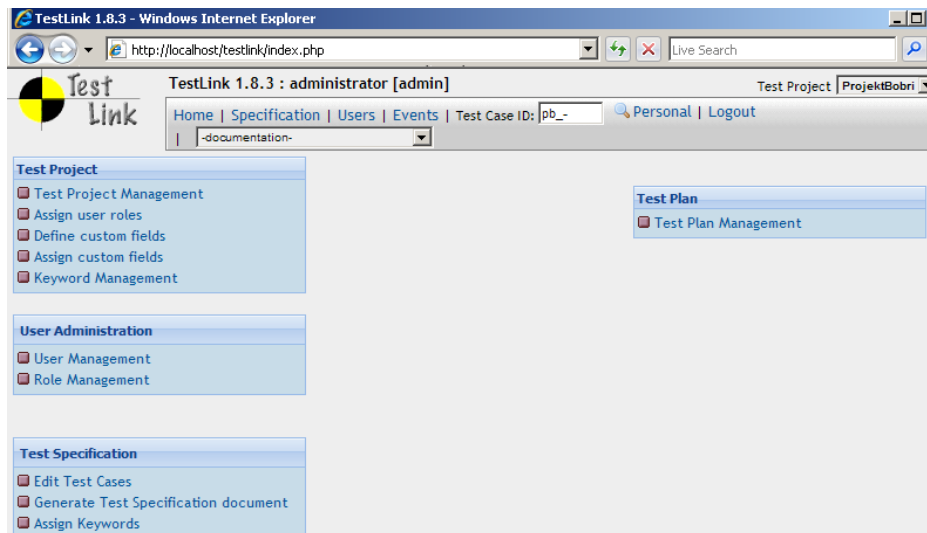 TestLink 1.8.3 - Windows Internet Explorer
http://localhost/testlink/index.php
Live Search
Test Link
TestLink 1.8.3 : administrator [admin]
Test Project ProjektBobri
Home | Specification | Users | Events | Test Case ID: pb_- Personal | Logout
| -documentation-
Test Project
Test Project Management
Assign user roles
Define custom fields
Assign custom fields
Keyword Management
Test Plan
Test Plan Management
User Administration
User Management
Role Management
Test Specification
Edit Test Cases
Generate Test Specification document
Assign Keywords